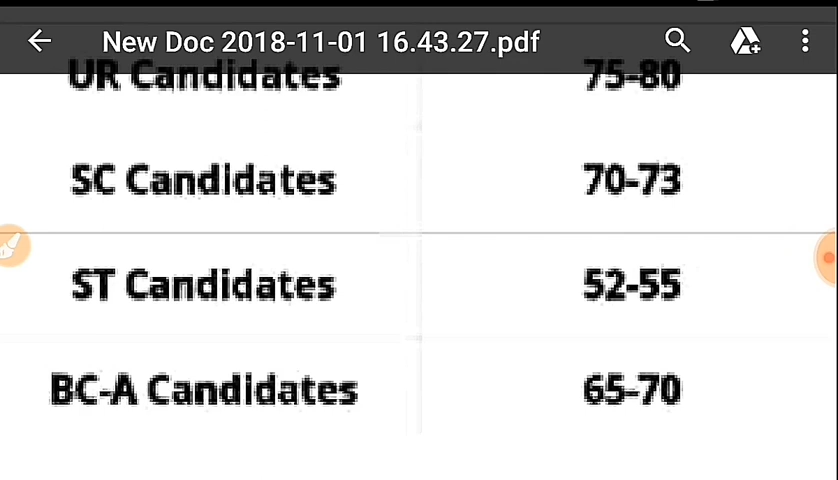 New Doc 2018-11-01 16.43.27.pdf
UR Candidates 75-80
SC Candidates 70-73
ST Candidates 52-55
BC-A Candidates 65-70